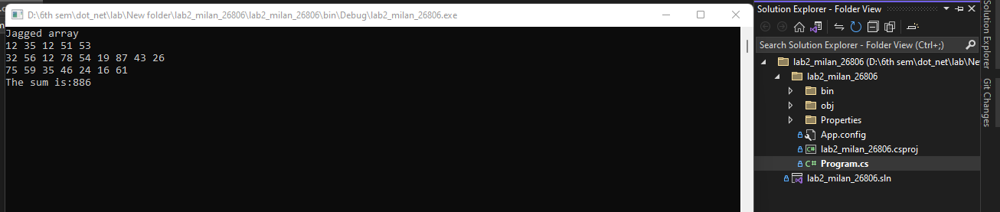 D:\6th sem\dot_net\lab\New folder\lab2_milan_26806\lab2_milan_26806\bin\Debug\lab2_milan_26806.exe
Jagged array
12 35 12 51 53
32 56 12 78 54 19 87 43 26
75 59 35 46 24 16 61
The sum is:886
Solution Explorer - Folder View
Search Solution Explorer - Folder View (Ctrl+;)
lab2_milan_26806 (D:\6th sem\dot_net\lab\Ne
lab2_milan_26806
bin
obj
Properties
App.config
lab2_milan_26806.csproj
C# Program.cs
lab2_milan_26806.sln
Solution Explorer
Git Changes